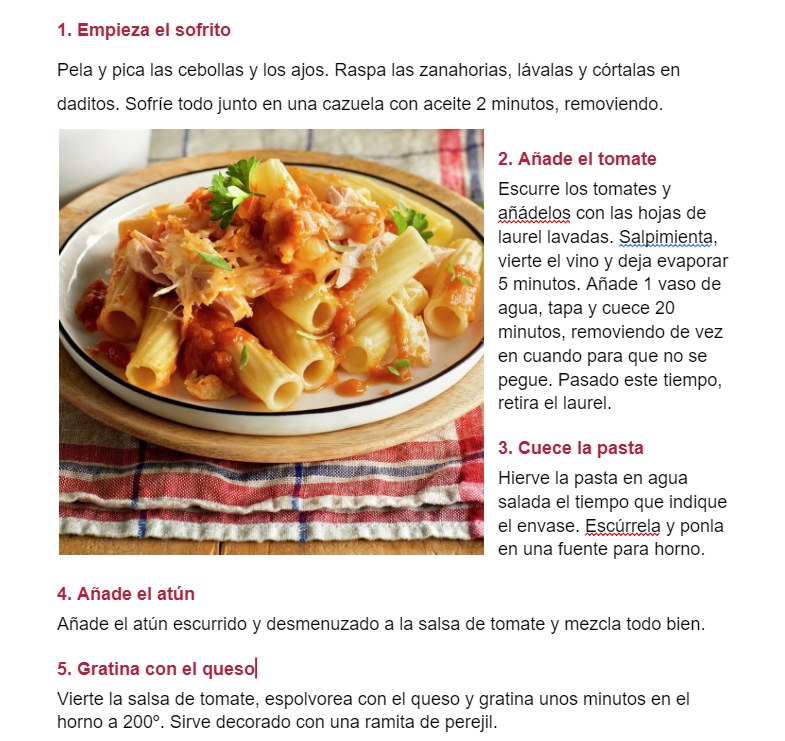 1. Empieza el sofrito
Pela y pica las cebollas y los ajos. Raspa las zanahorias, lávalas y córtalas en
daditos. Sofríe todo junto en una cazuela con aceite 2 minutos, removiendo.
2. Añade el tomate
Escurre los tomates y
añádelos con las hojas de
laurel lavadas. Salpimienta,
vierte el vino y deja evaporar
5 minutos. Añade 1 vaso de
agua, tapa y cuece 20
minutos, removiendo de vez
en cuando para que no se
pegue. Pasado este tiempo,
retira el laurel.
3. Cuece la pasta
Hierve la pasta en agua
salada el tiempo que indique
el envase. Escúrrela y ponla
en una fuente para horno.
4. Añade el atún
Añade el atún escurrido y desmenuzado a la salsa de tomate y mezcla todo bien.
5. Gratina con el queso
Vierte la salsa de tomate, espolvorea con el queso y gratina unos minutos en el
horno a 200º. Sirve decorado con una ramita de perejil.